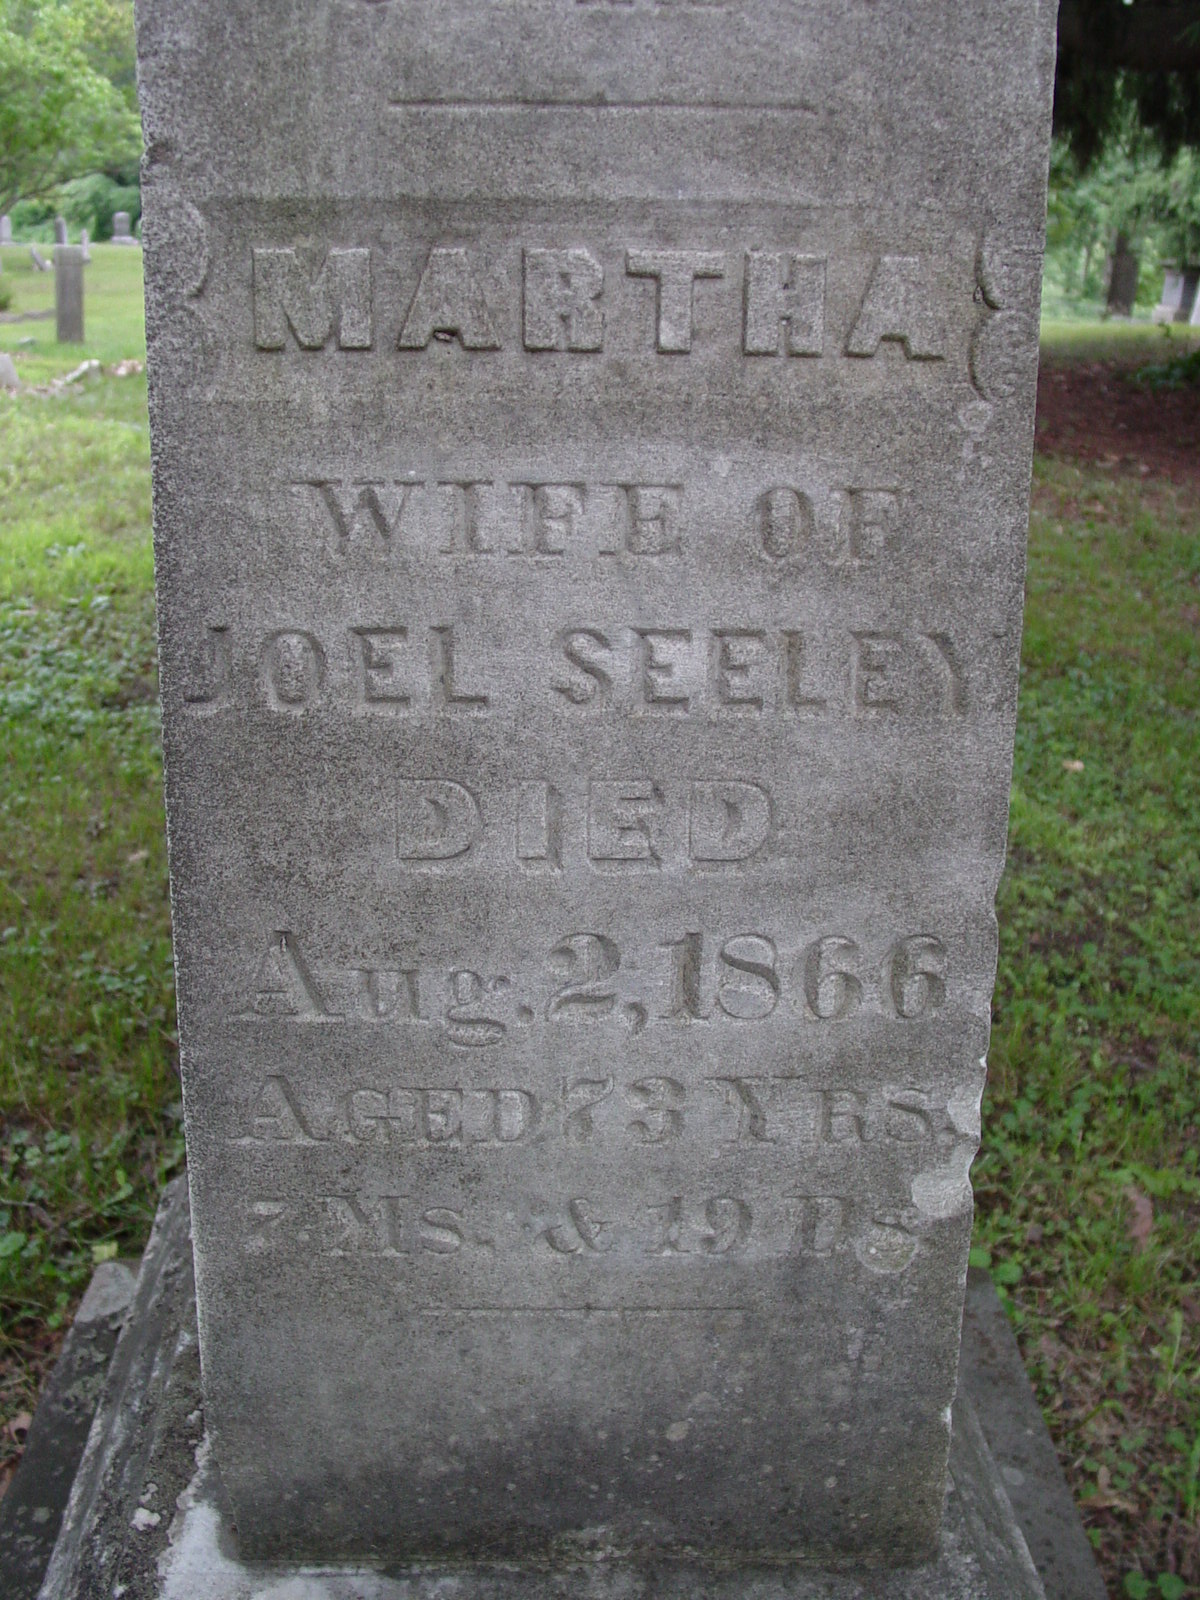 MARTHA
WIFE OF
JOEL SEELEY
DIED
Aug. 2, 1866
AGED 73 YRS.
7 Ms. & 19 Ds